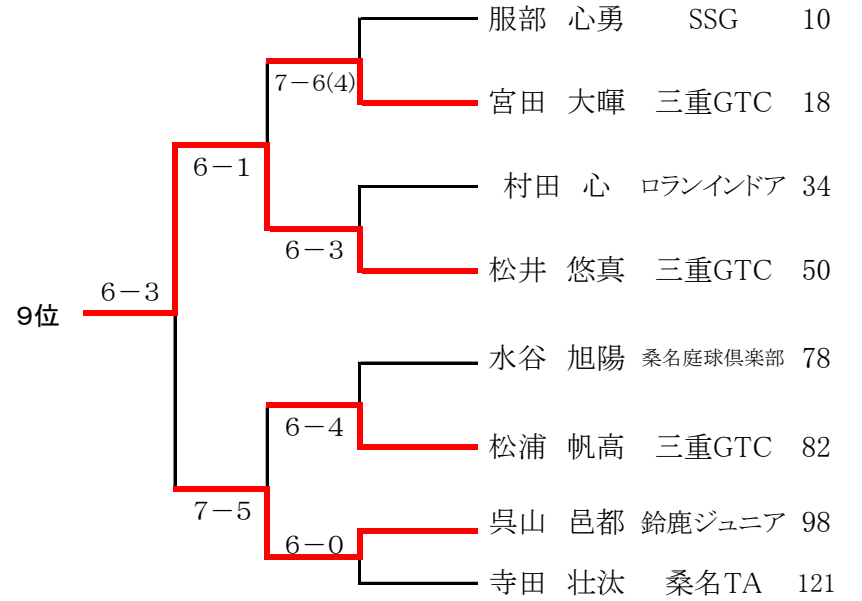 服部 心勇 SSG 10
7-6(4)
宮田 大暉 三重GTC 18
6-1
村田 心 ロランインドア 34
6-3
松井 悠真 三重GTC 50
6-3
9位
水谷 旭陽 桑名庭球倶楽部 78
6-4
松浦 帆高 三重GTC 82
7-5
呉山 邑都 鈴鹿ジュニア 98
6-0
寺田 壮汰 桑名TA 121